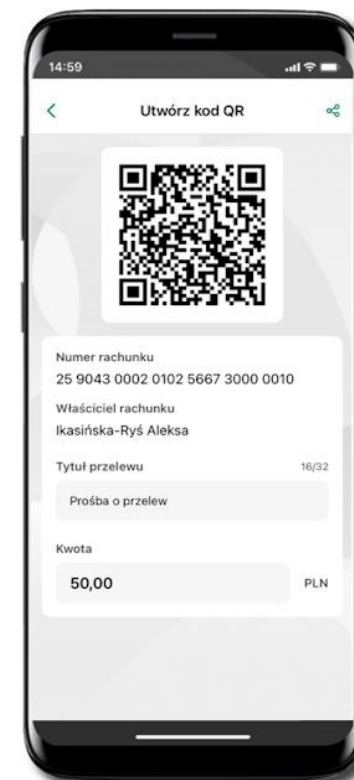 14:59
Utwórz kod QR
Numer rachunku
25 9043 0002 0102 5667 3000 0010
Właściciel rachunku
Ikasińska-Ryś Aleksa
Tytuł przelewu 16/32
Prośba o przelew
Kwota
50,00 PLN